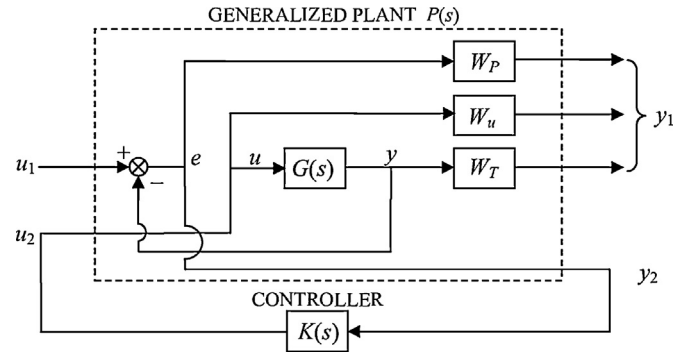 GENERALIZED PLANT P(s)
W_P
W_u
y_1
+
e
u
y
u_1
G(s)
W_T
−
u_2
y_2
CONTROLLER
K(s)